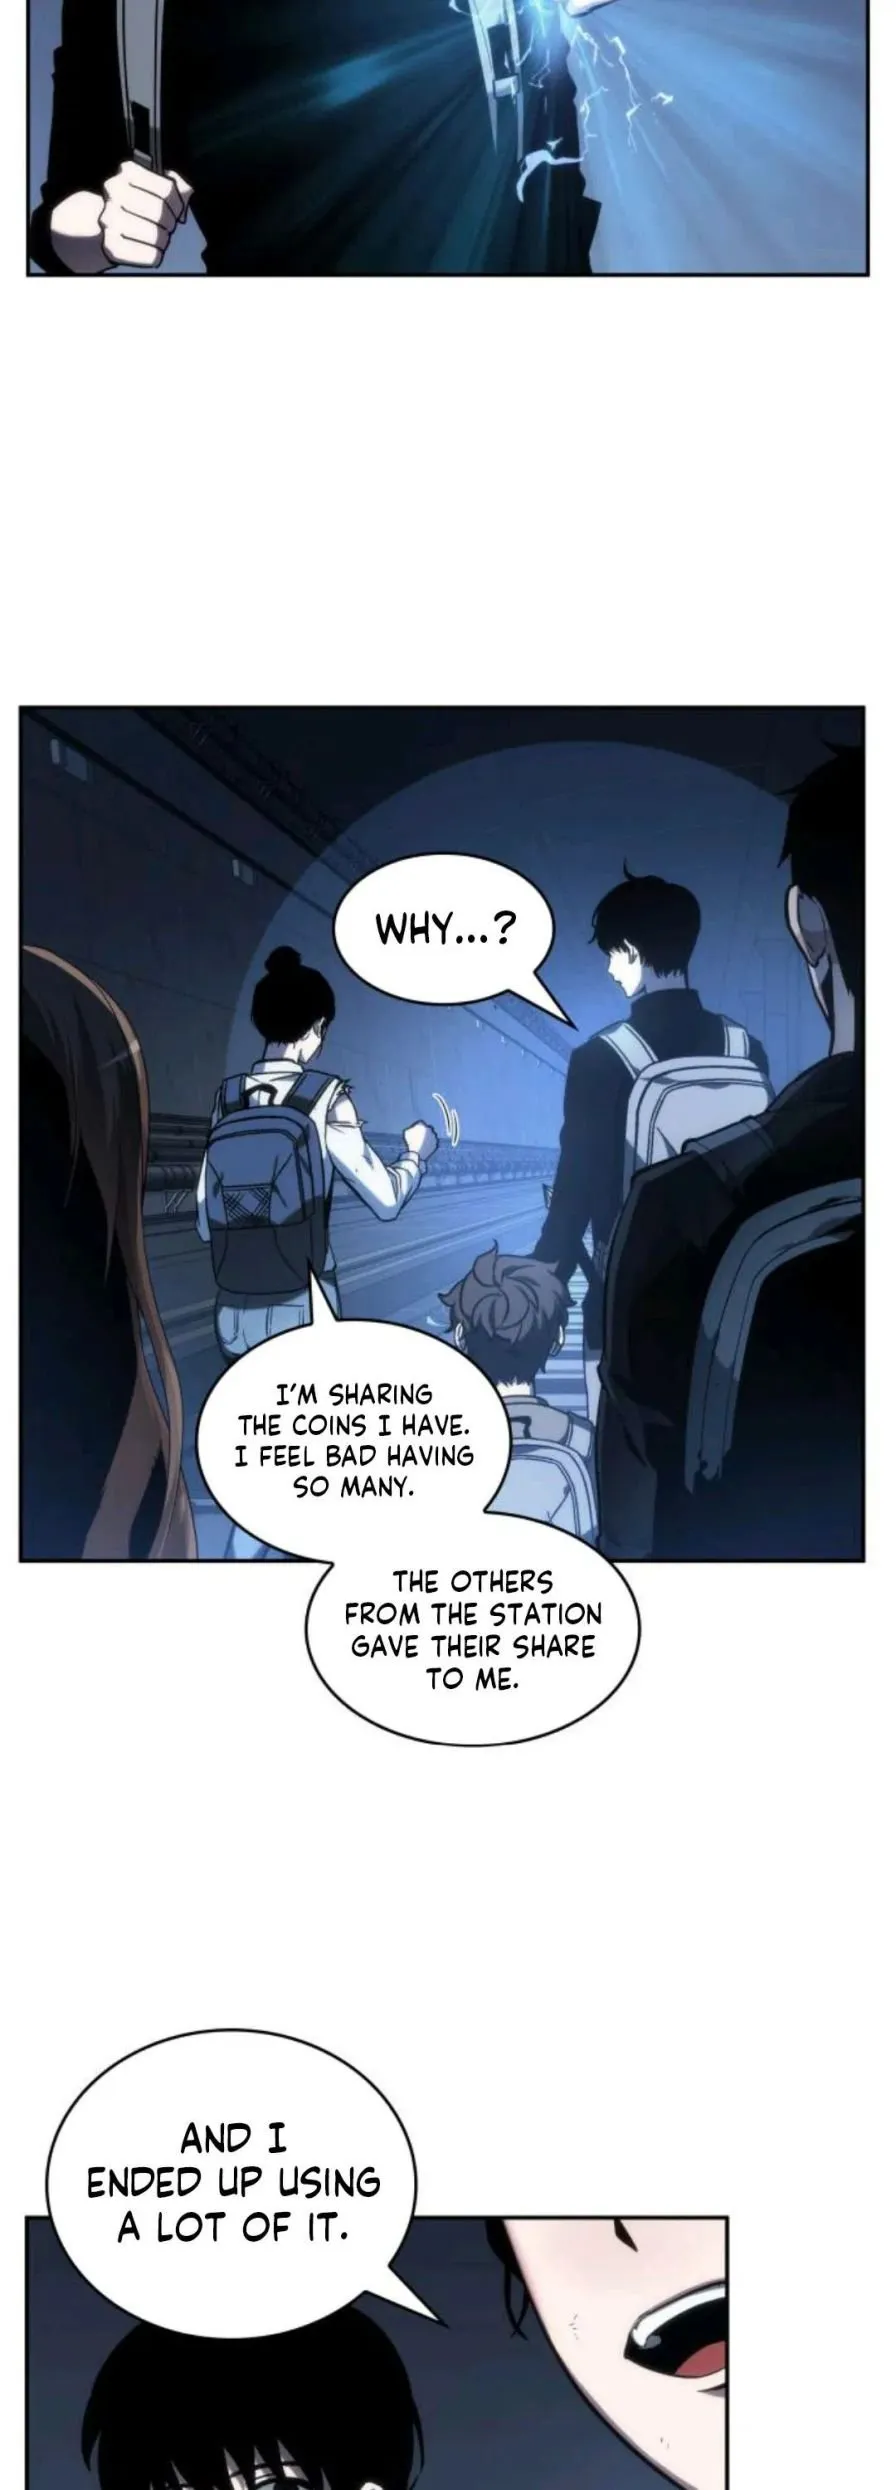 WHY...?
I'M SHARING
THE COINS I HAVE.
I FEEL BAD HAVING
SO MANY.
THE OTHERS
FROM THE STATION
GAVE THEIR SHARE
TO ME.
AND I
ENDED UP USING
A LOT OF IT.